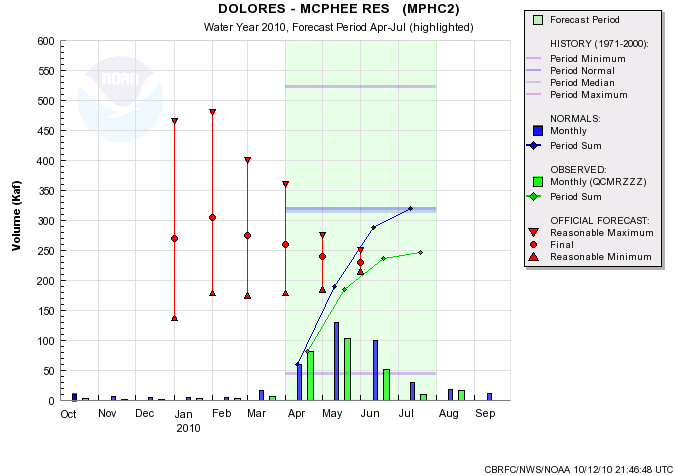 DOLORES - MCPHEE RES (MPHC2)
Water Year 2010, Forecast Period Apr-Jul (highlighted)
Volume (Kaf)
600
550
500
450
400
350
300
250
200
150
100
50
0
NOAA
Oct Nov Dec Jan Feb Mar Apr May Jun Jul Aug Sep
2010
Forecast Period
HISTORY (1971-2000):
Period Minimum
Period Normal
Period Median
Period Maximum
NORMALS:
Monthly
Period Sum
OBSERVED:
Monthly (QCMRZZZ)
Period Sum
OFFICIAL FORECAST:
Reasonable Maximum
Final
Reasonable Minimum
CBRFC/NWS/NOAA 10/12/10 21:46:48 UTC